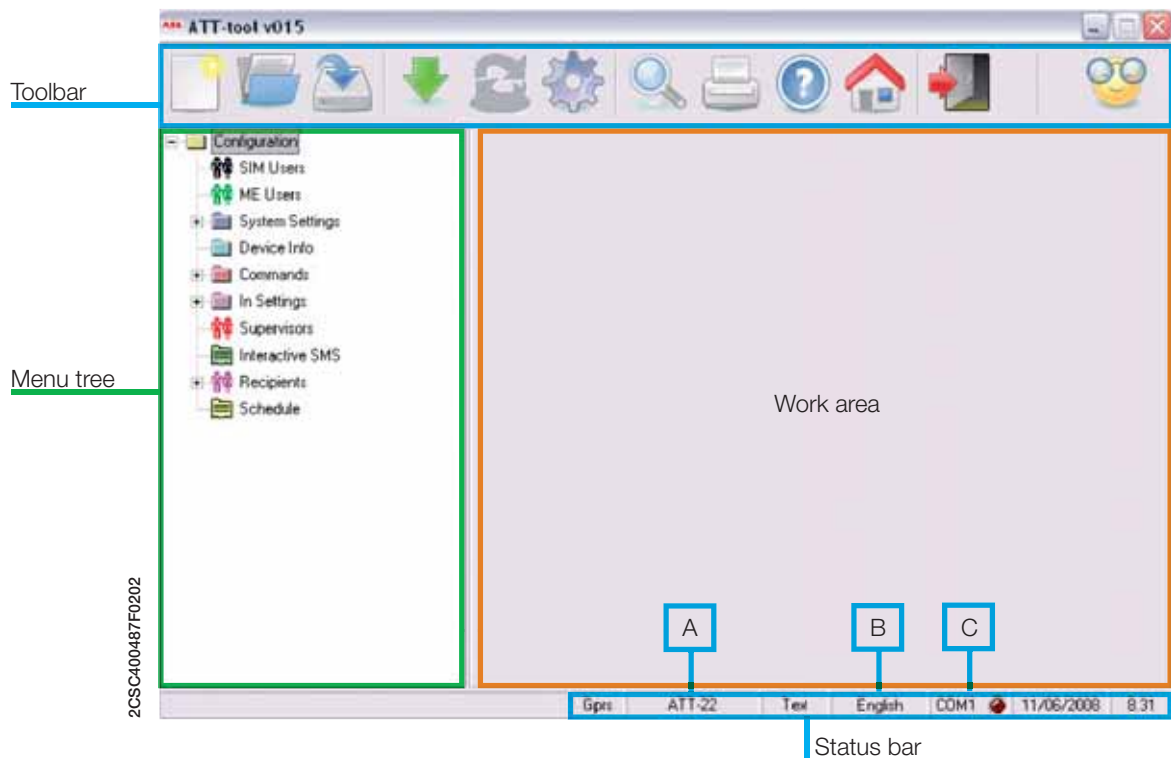 ABB ATT-tool v015
Toolbar
Configuration
SIM Users
ME Users
System Settings
Device Info
Commands
In Settings
Supervisors
Interactive SMS
Recipients
Schedule
Menu tree
Work area
2CSC400487F0202
A
B
C
Gprs ATT-22 Text English COM1 11/06/2008 8.31
Status bar